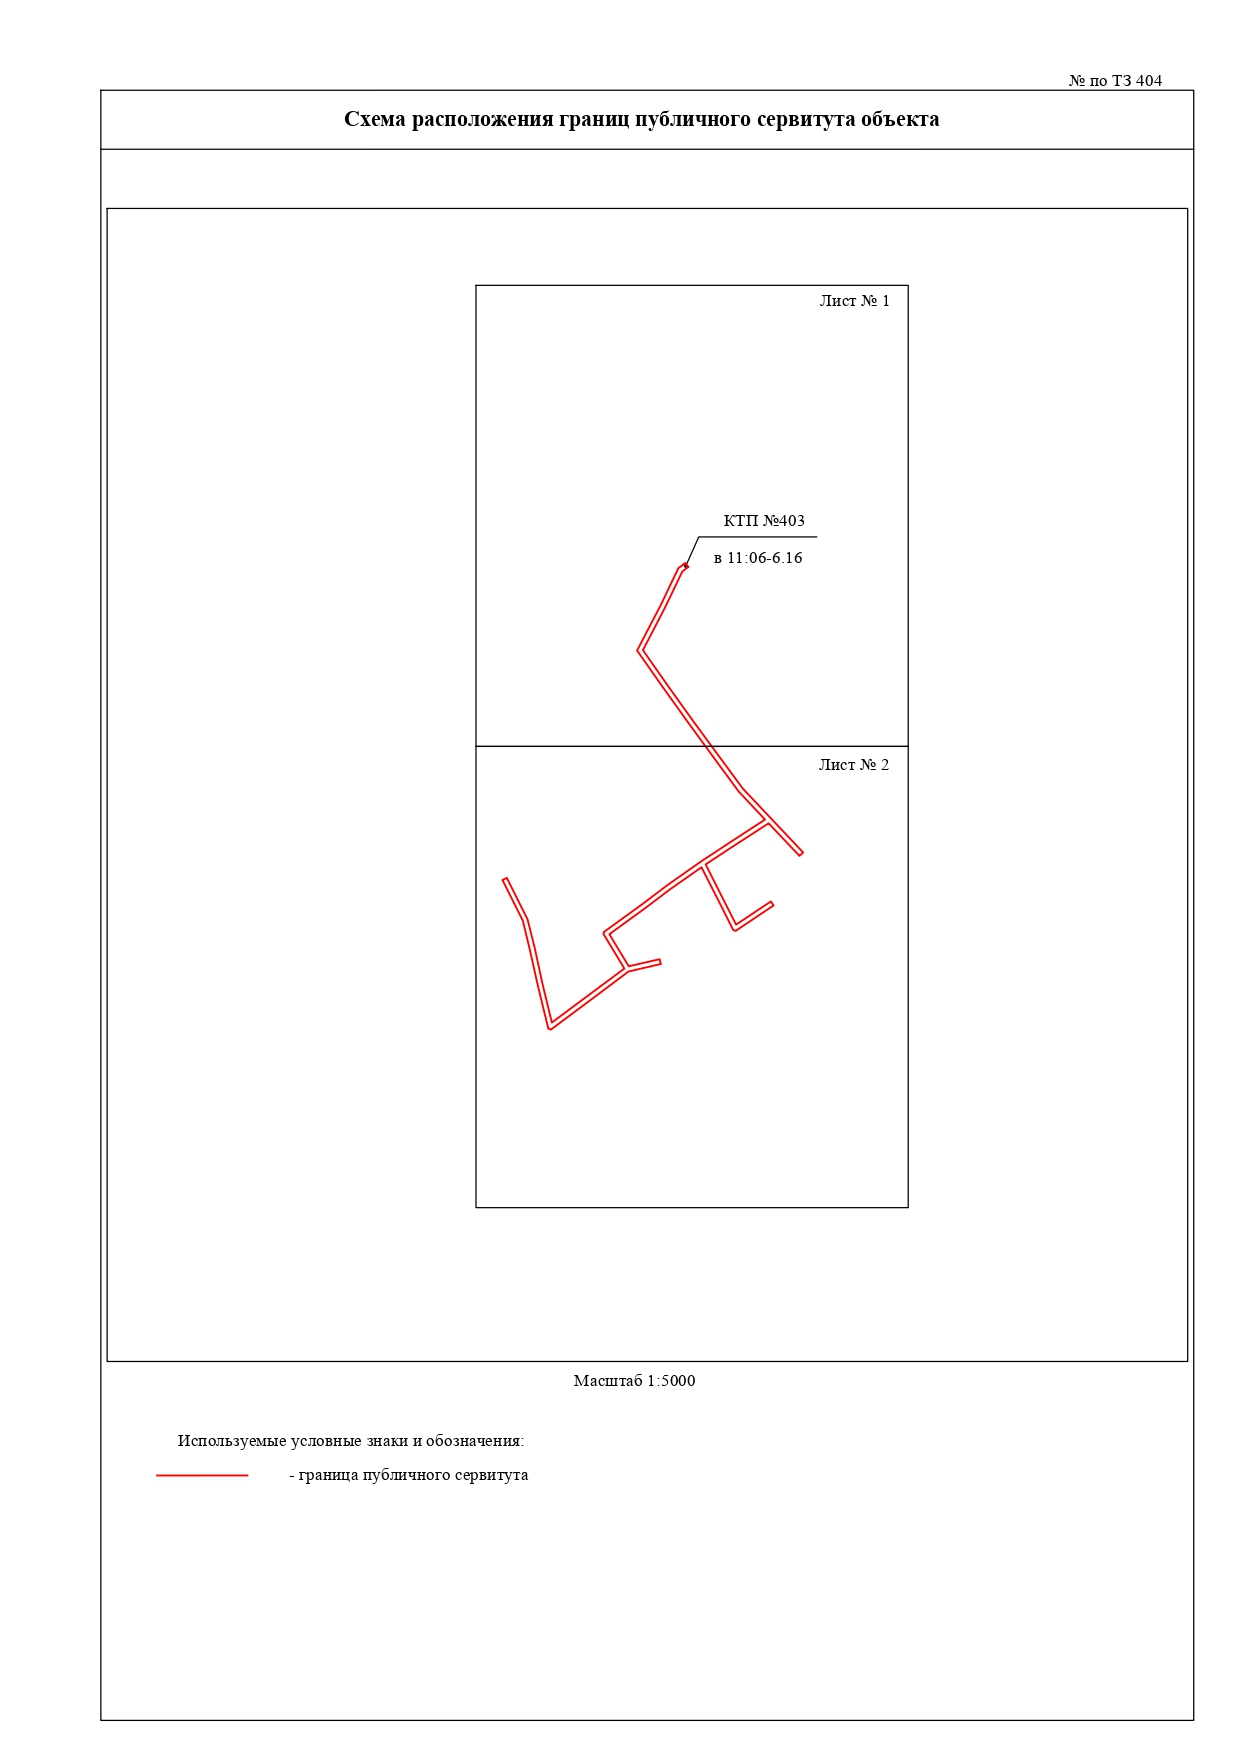 № по ТЗ 404
Схема расположения границ публичного сервитута объекта
Лист № 1
КТП №403
в 11:06-6.16
Лист № 2
Масштаб 1:5000
Используемые условные знаки и обозначения:
- граница публичного сервитута